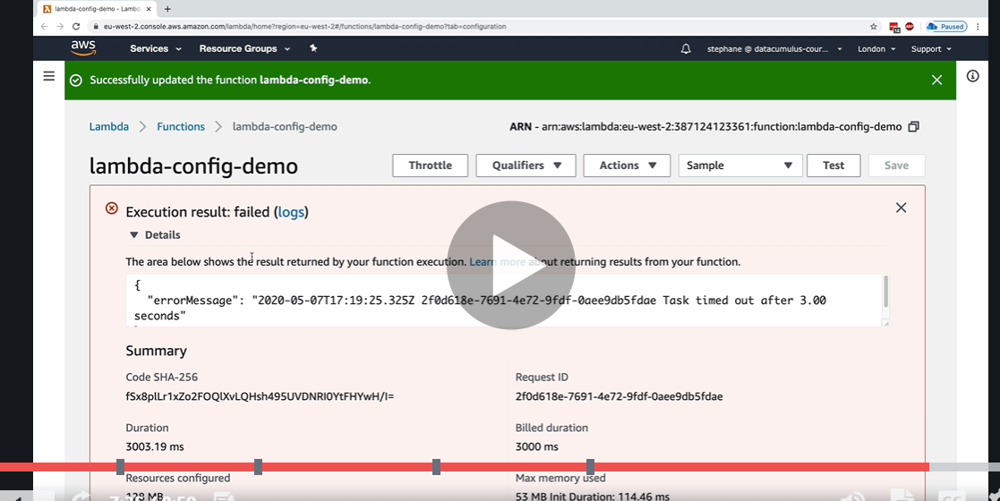 lambda-config-demo - Lambda
eu-west-2.console.aws.amazon.com/lambda/home?region=eu-west-2#/functions/lambda-config-demo?tab=configuration
Paused
aws
Services
Resource Groups
stephane @ datacumulus-cour...
London
Support
Successfully updated the function lambda-config-demo.
Lambda > Functions > lambda-config-demo
ARN - arn:aws:lambda:eu-west-2:387124123361:function:lambda-config-demo
lambda-config-demo
Throttle
Qualifiers
Actions
Sample
Test
Save
Execution result: failed (logs)
Details
The area below shows the result returned by your function execution. Learn more about returning results from your function.
{
"errorMessage": "2020-05-07T17:19:25.325Z 2f0d618e-7691-4e72-9fdf-0aee9db5fdae Task timed out after 3.00
seconds"
Summary
Code SHA-256
Request ID
fSx8plLr1xZo2FOQlXvLQHsh495UVDNRI0YtFHYwH/I=
2f0d618e-7691-4e72-9fdf-0aee9db5fdae
Duration
Billed duration
3003.19 ms
3000 ms
Resources configured
Max memory used
128 MB
53 MB Init Duration: 114.46 ms